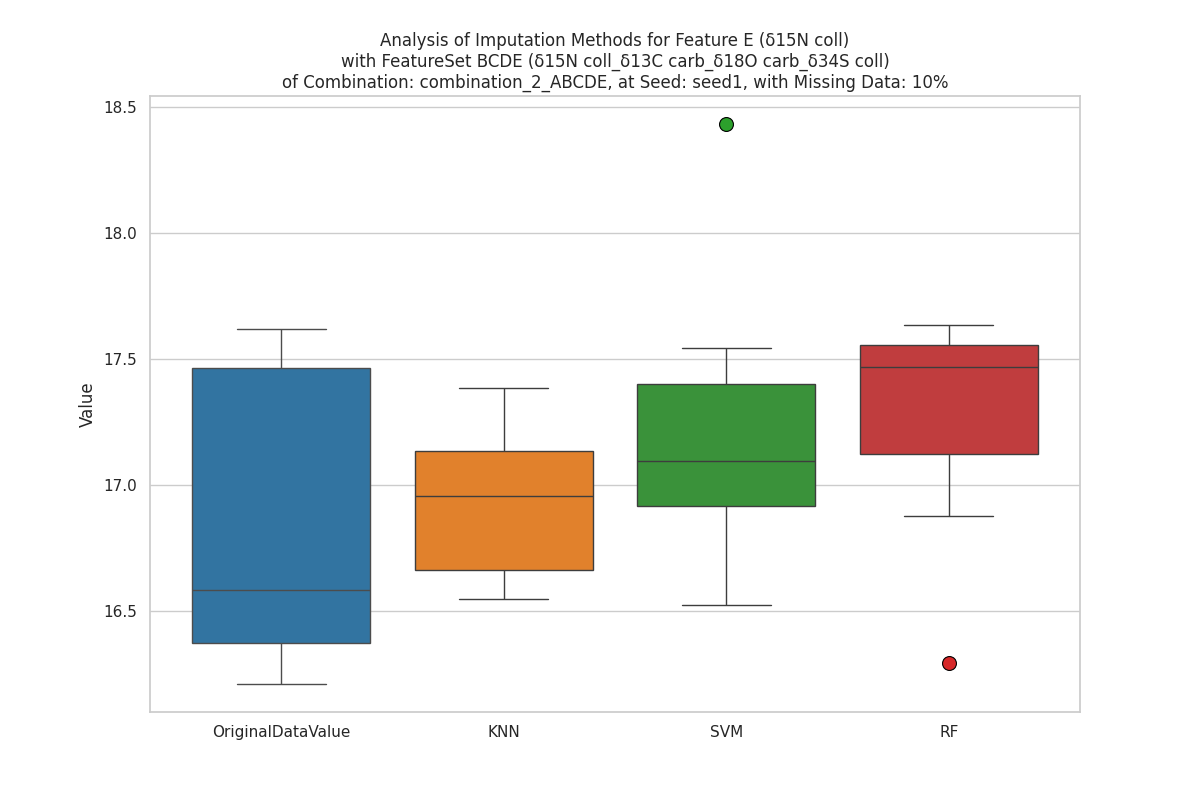 Analysis of Imputation Methods for Feature E (δ15N coll)
with FeatureSet BCDE (δ15N coll_δ13C carb_δ18O carb_δ34S coll)
of Combination: combination_2_ABCDE, at Seed: seed1, with Missing Data: 10%
18.5
18.0
17.5
17.0
16.5
Value
OriginalDataValue
KNN
SVM
RF